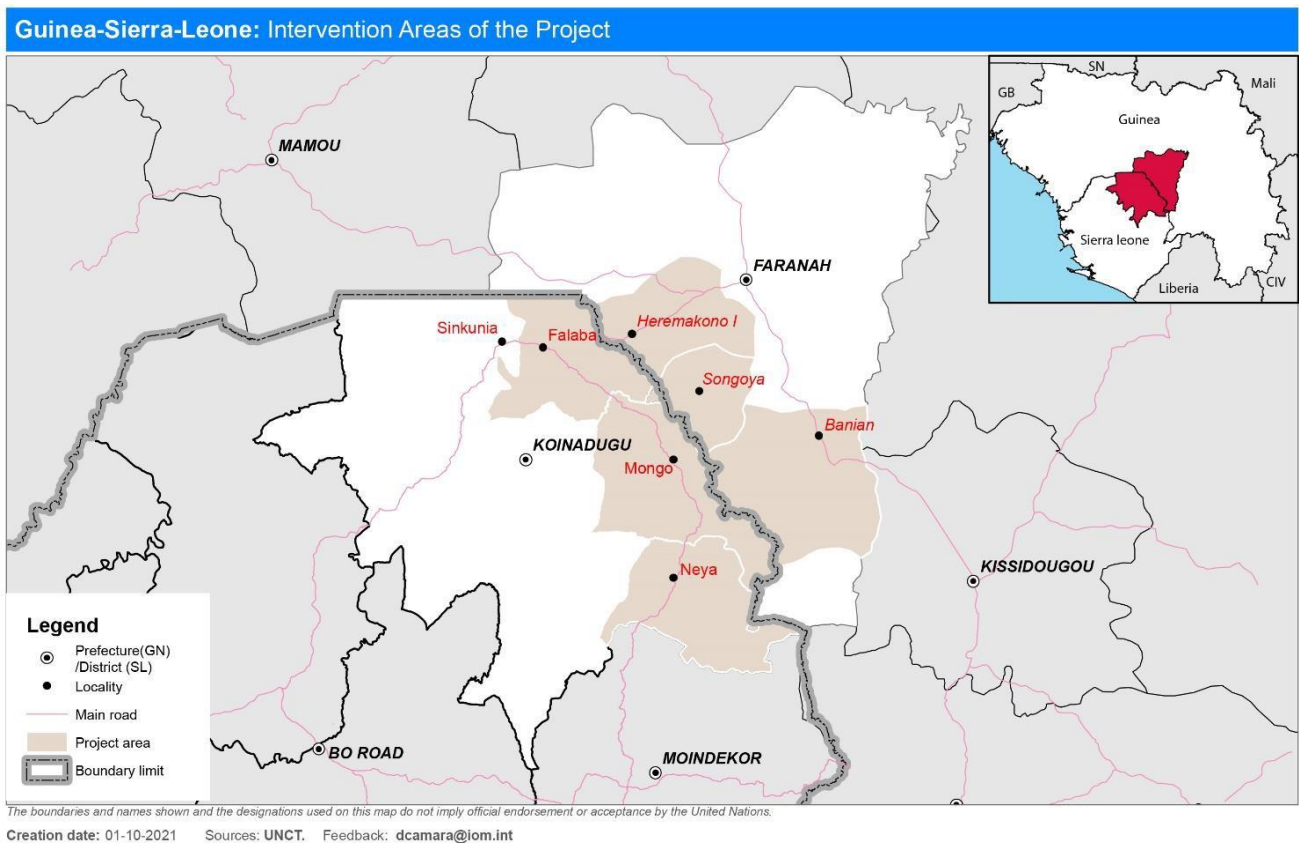 Guinea-Sierra-Leone: Intervention Areas of the Project
SN
GB
Mali
Guinea
Sierra leone
Liberia
CIV
MAMOU
FARANAH
Sinkunia
Falaba
Heremakono I
Songoya
Banian
KOINADUGU
Mongo
Neya
KISSIDOUGOU
BO ROAD
MOINDEKOR
Legend
Prefecture(GN)
/District (SL)
Locality
Main road
Project area
Boundary limit
The boundaries and names shown and the designations used on this map do not imply official endorsement or acceptance by the United Nations.
Creation date: 01-10-2021 Sources: UNCT. Feedback: dcamara@iom.int